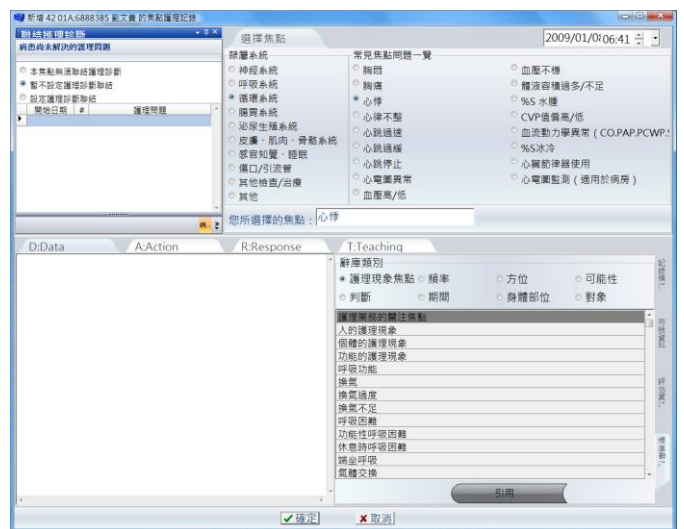 新增 42 01A:6888385 劉文貴 的焦點護理記錄
聯結護理診斷
病患尚未解決的護理問題
本焦點無須聯結護理診斷
暫不設定護理診斷聯結
設定護理診斷聯結
開始日期 # 護理問題
選擇焦點
2009/01/0 06:41
隸屬系統
神經系統
呼吸系統
循環系統
腸胃系統
泌尿生殖系統
皮膚、肌肉、骨骼系統
感官知覺、睡眠
傷口/引流管
其他檢查/治療
其他
常見焦點問題一覽
胸悶
胸痛
心悸
心律不整
心跳過速
心跳過緩
心跳停止
心電圖異常
血壓高/低
血壓不穩
體液容積過多/不足
%S 水腫
CVP值偏高/低
血流動力學異常 ( CO.PAP.PCWP.
%S冰冷
心臟節律器使用
心電圖監測 ( 適用於病房 )
您所選擇的焦點： 心悸
D:Data A:Action R:Response T:Teaching
辭庫類別
護理現象焦點 頻率 方位 可能性
判斷 期間 身體部位 對象
護理業務的關注焦點
人的護理現象
個體的護理現象
功能的護理現象
呼吸功能
換氣
換氣過度
換氣不足
呼吸困難
功能性呼吸困難
休息時呼吸困難
端坐呼吸
氣體交換
引用
確定 取消